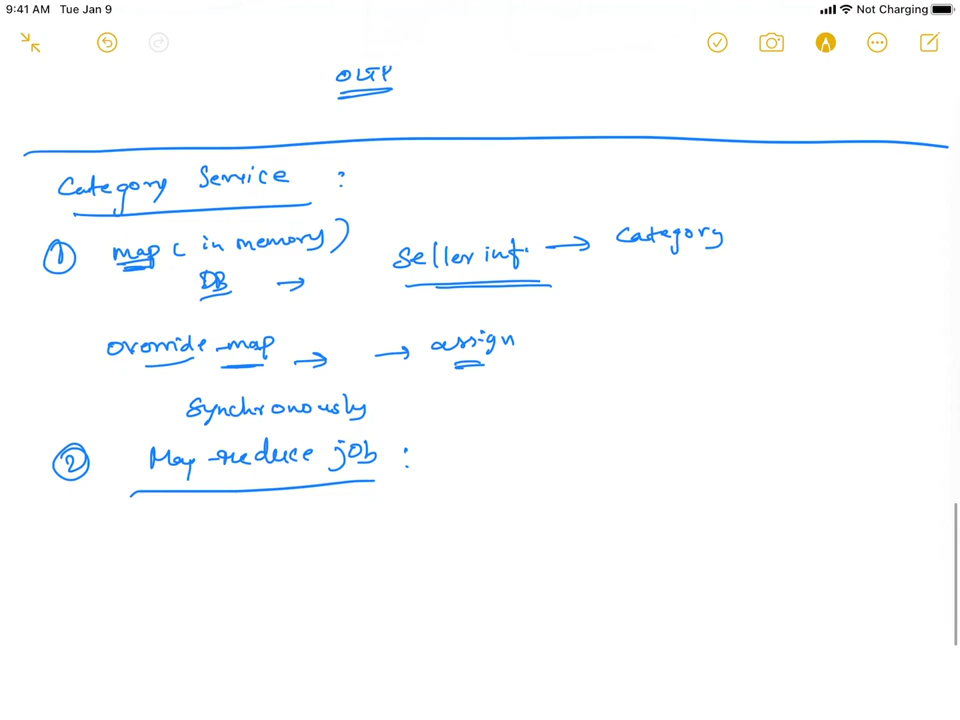 9:41 AM Tue Jan 9 Not Charging
OLTP
Category Service :
① map ( in memory) Seller inf. → Category
DB →
override map → → assign
Synchronously
② Map reduce job :